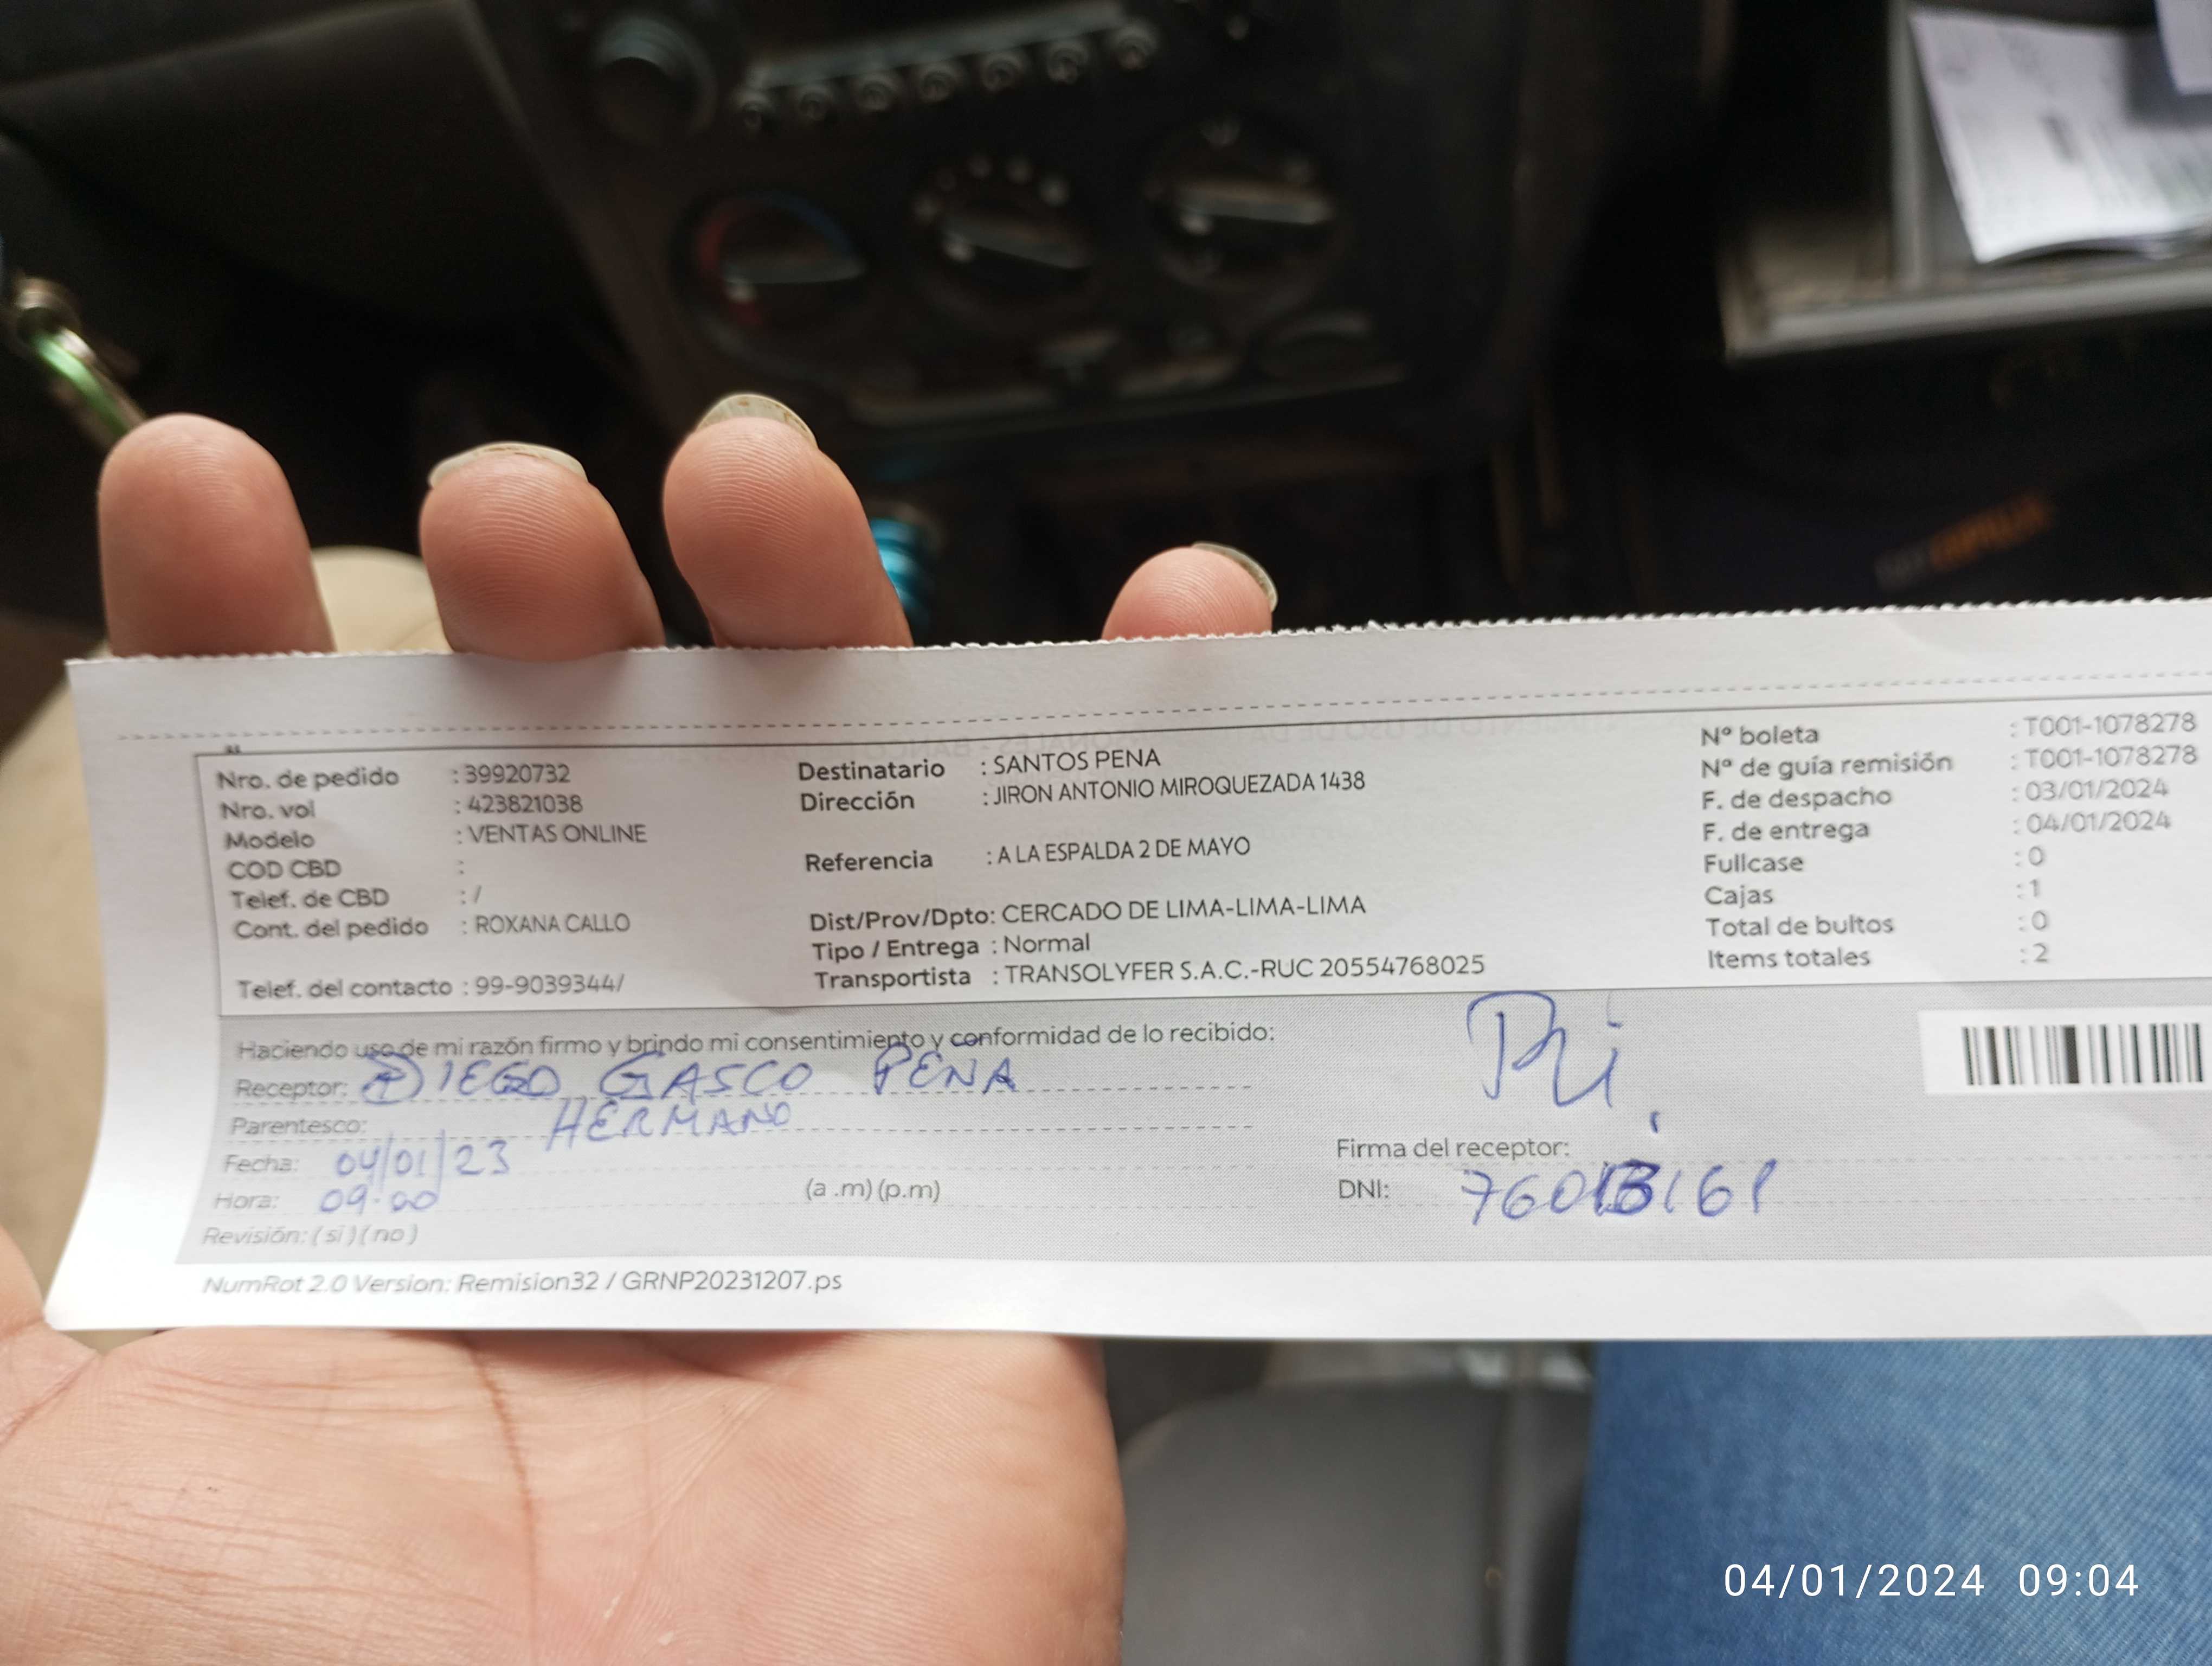 Nro. de pedido : 39920732
Nro. vol : 423821038
Modelo : VENTAS ONLINE
COD CBD :
Telef. de CBD : /
Cont. del pedido : ROXANA CALLO
Telef. del contacto : 99-9039344/
Destinatario : SANTOS PENA
Dirección : JIRON ANTONIO MIROQUEZADA 1438
Referencia : A LA ESPALDA 2 DE MAYO
Dist/Prov/Dpto: CERCADO DE LIMA-LIMA-LIMA
Tipo / Entrega : Normal
Transportista : TRANSOLYFER S.A.C.-RUC 20554768025
Nº boleta : T001-1078278
Nª de guía remisión : T001-1078278
F. de despacho : 03/01/2024
F. de entrega : 04/01/2024
Fullcase : 0
Cajas : 1
Total de bultos : 0
Items totales : 2
Haciendo uso de mi razón firmo y brindo mi consentimiento y conformidad de lo recibido:
Receptor: DIEGO GASCO PEÑA
Parentesco: HERMANO
Fecha: 04/01/23
Hora: 09:00 (a .m) (p.m)
Revisión: ( si ) ( no )
Firma del receptor:
DNI:
NumRot 2.0 Version: Remision32 / GRNP20231207.ps
04/01/2024 09:04